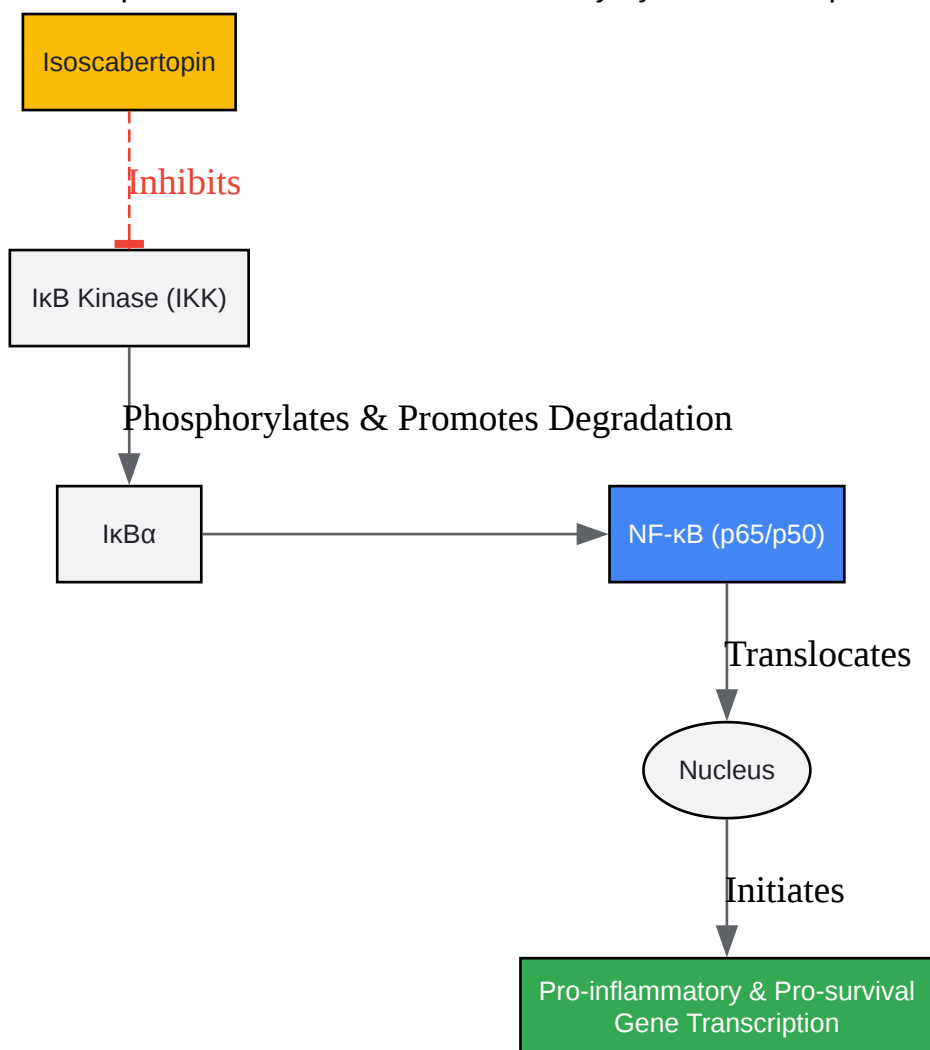 Isoscabertopin
Inhibits
IκB Kinase (IKK)
Phosphorylates & Promotes Degradation
IκBα
NF-κB (p65/p50)
Translocates
Nucleus
Initiates
Pro-inflammatory & Pro-survival
Gene Transcription